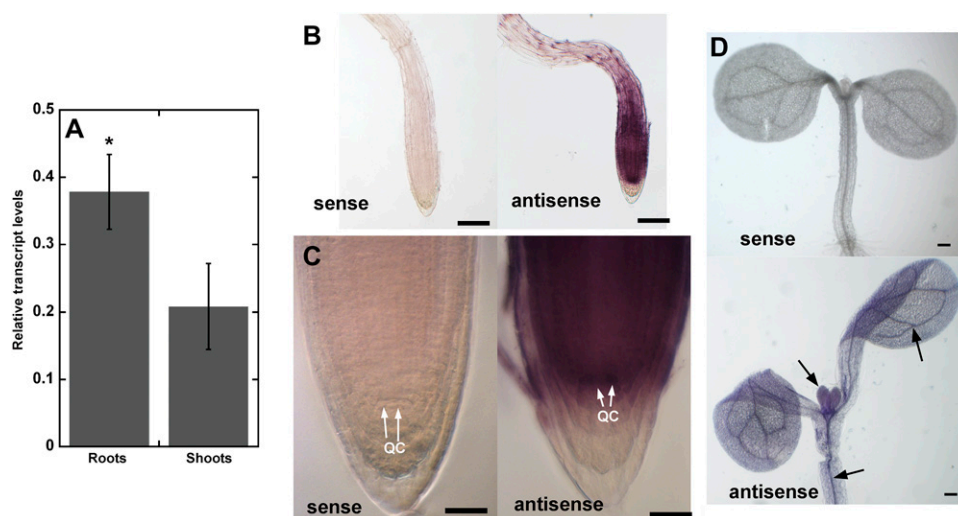 A
Relative transcript levels
0.5
0.4
0.3
0.2
0.1
0
*
Roots
Shoots
B
sense
antisense
C
QC
sense
QC
antisense
D
sense
antisense